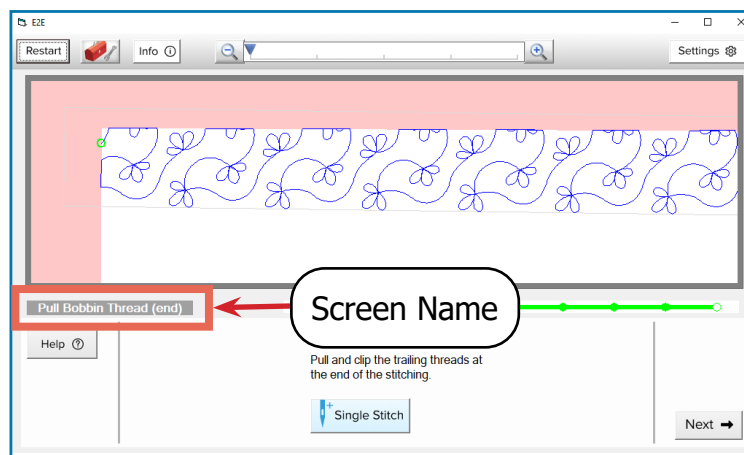 E2E
Restart
Info
Settings
Pull Bobbin Thread (end)
Screen Name
Help
Pull and clip the trailing threads at
the end of the stitching.
Single Stitch
Next